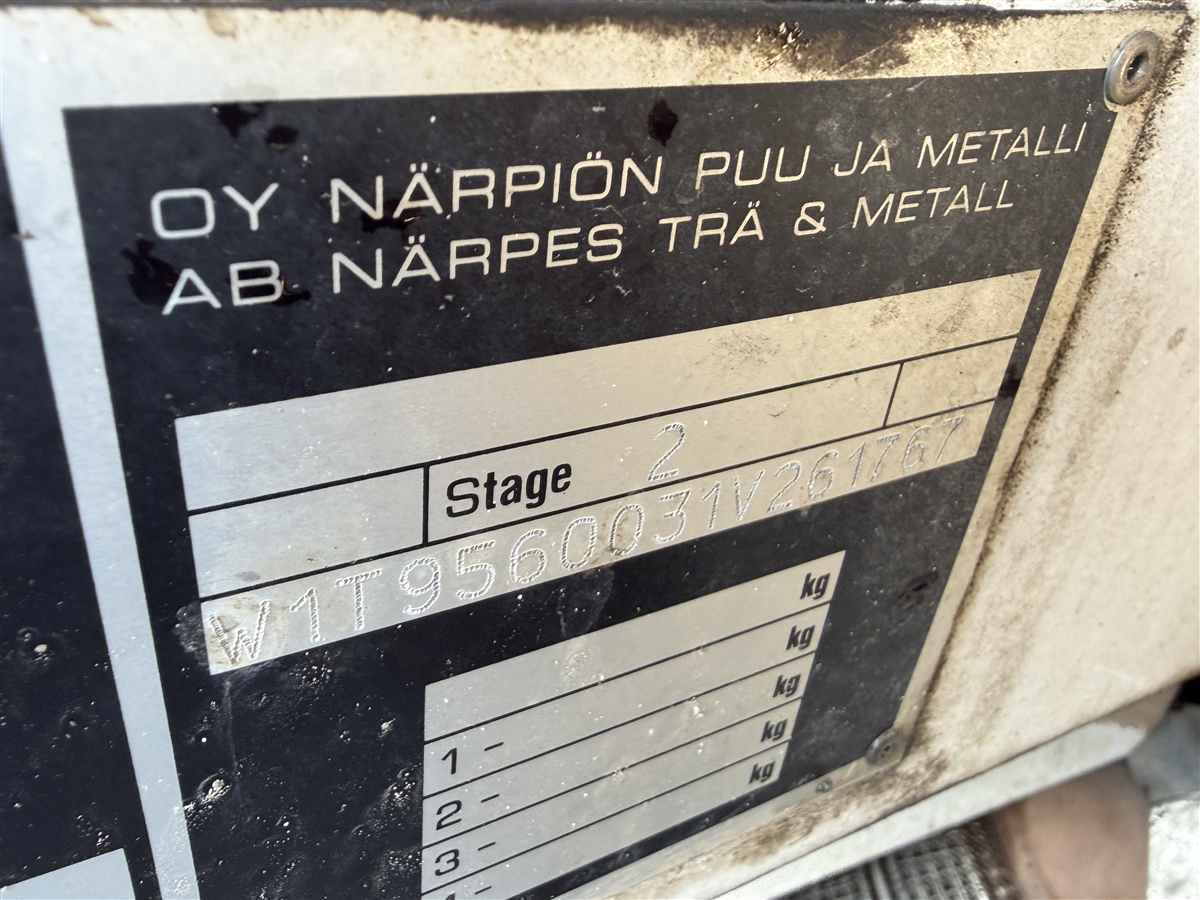 OY NÄRPIÖN PUU JA METALLI
AB NÄRPES TRÄ & METALL
Stage 2
W1T9560031V261767
kg
1 - kg
2 - kg
3 - kg
kg